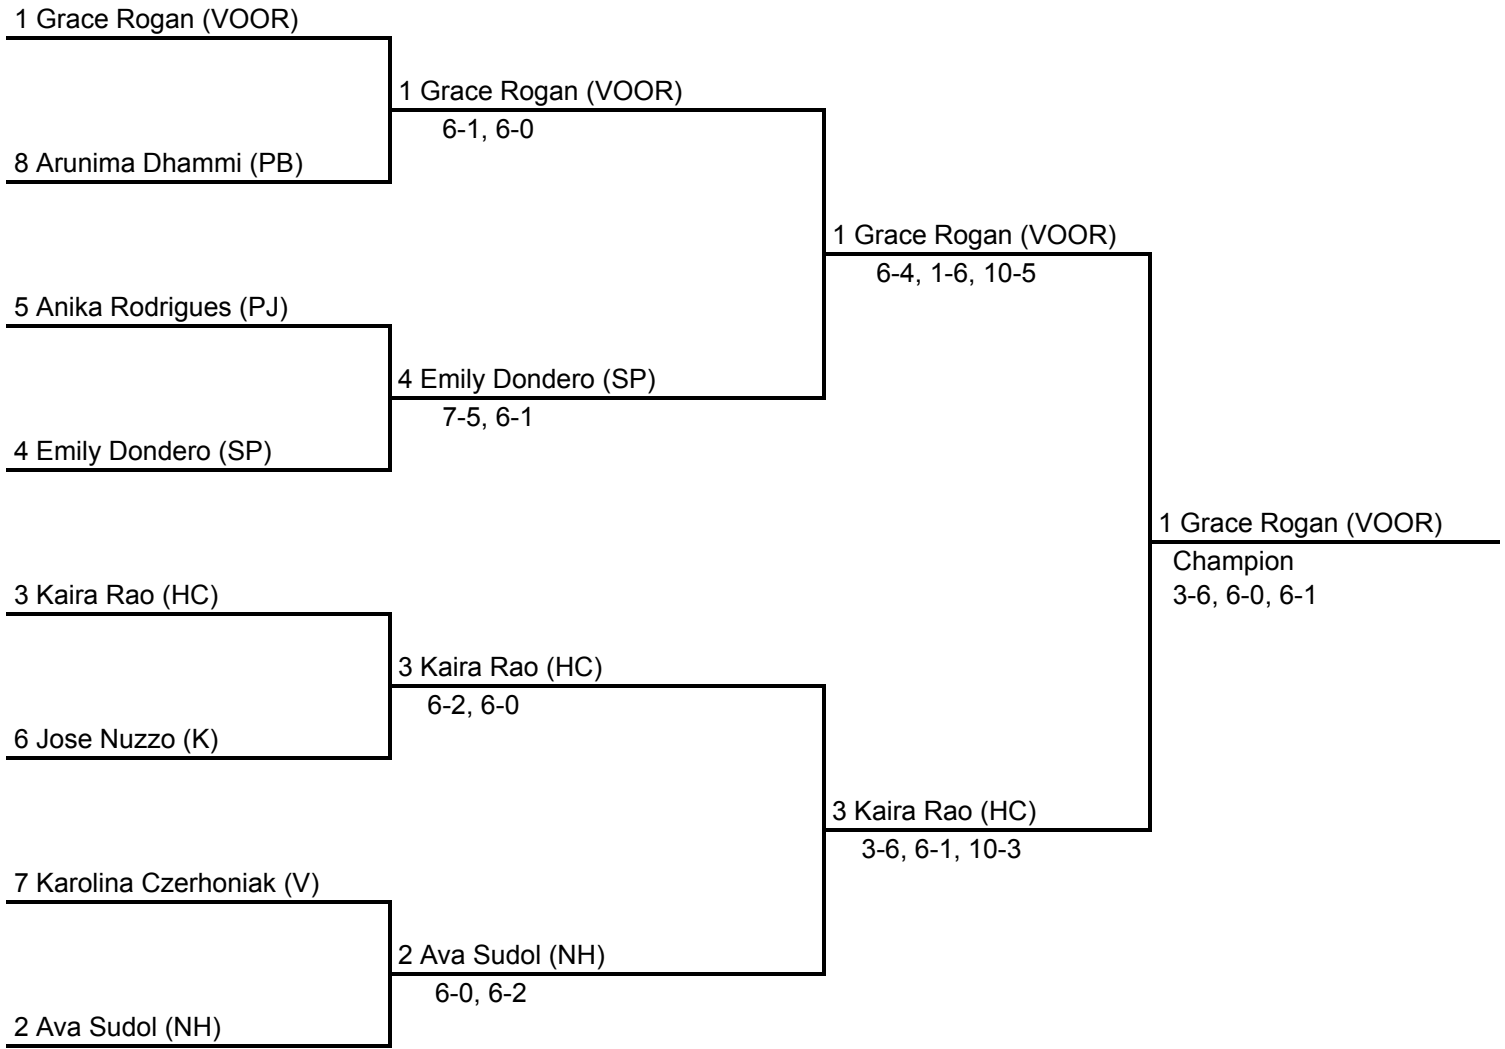 1 Grace Rogan (VOOR)
8 Arunima Dhammi (PB)
5 Anika Rodrigues (PJ)
4 Emily Dondero (SP)
3 Kaira Rao (HC)
6 Jose Nuzzo (K)
7 Karolina Czerhoniak (V)
2 Ava Sudol (NH)
1 Grace Rogan (VOOR)
6-1, 6-0
4 Emily Dondero (SP)
7-5, 6-1
3 Kaira Rao (HC)
6-2, 6-0
2 Ava Sudol (NH)
6-0, 6-2
1 Grace Rogan (VOOR)
6-4, 1-6, 10-5
3 Kaira Rao (HC)
3-6, 6-1, 10-3
1 Grace Rogan (VOOR)
Champion
3-6, 6-0, 6-1